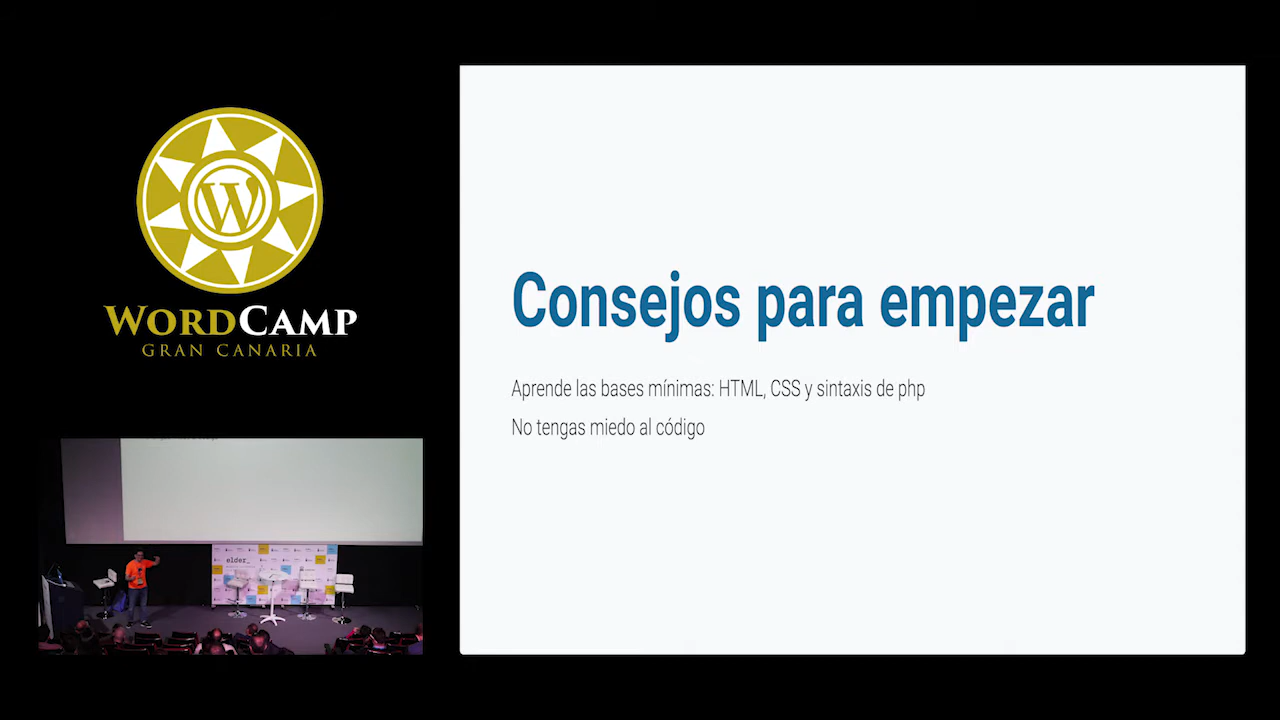 WORDCAMP
GRAN CANARIA
Consejos para empezar
Aprende las bases mínimas: HTML, CSS y sintaxis de php
No tengas miedo al código
elder_